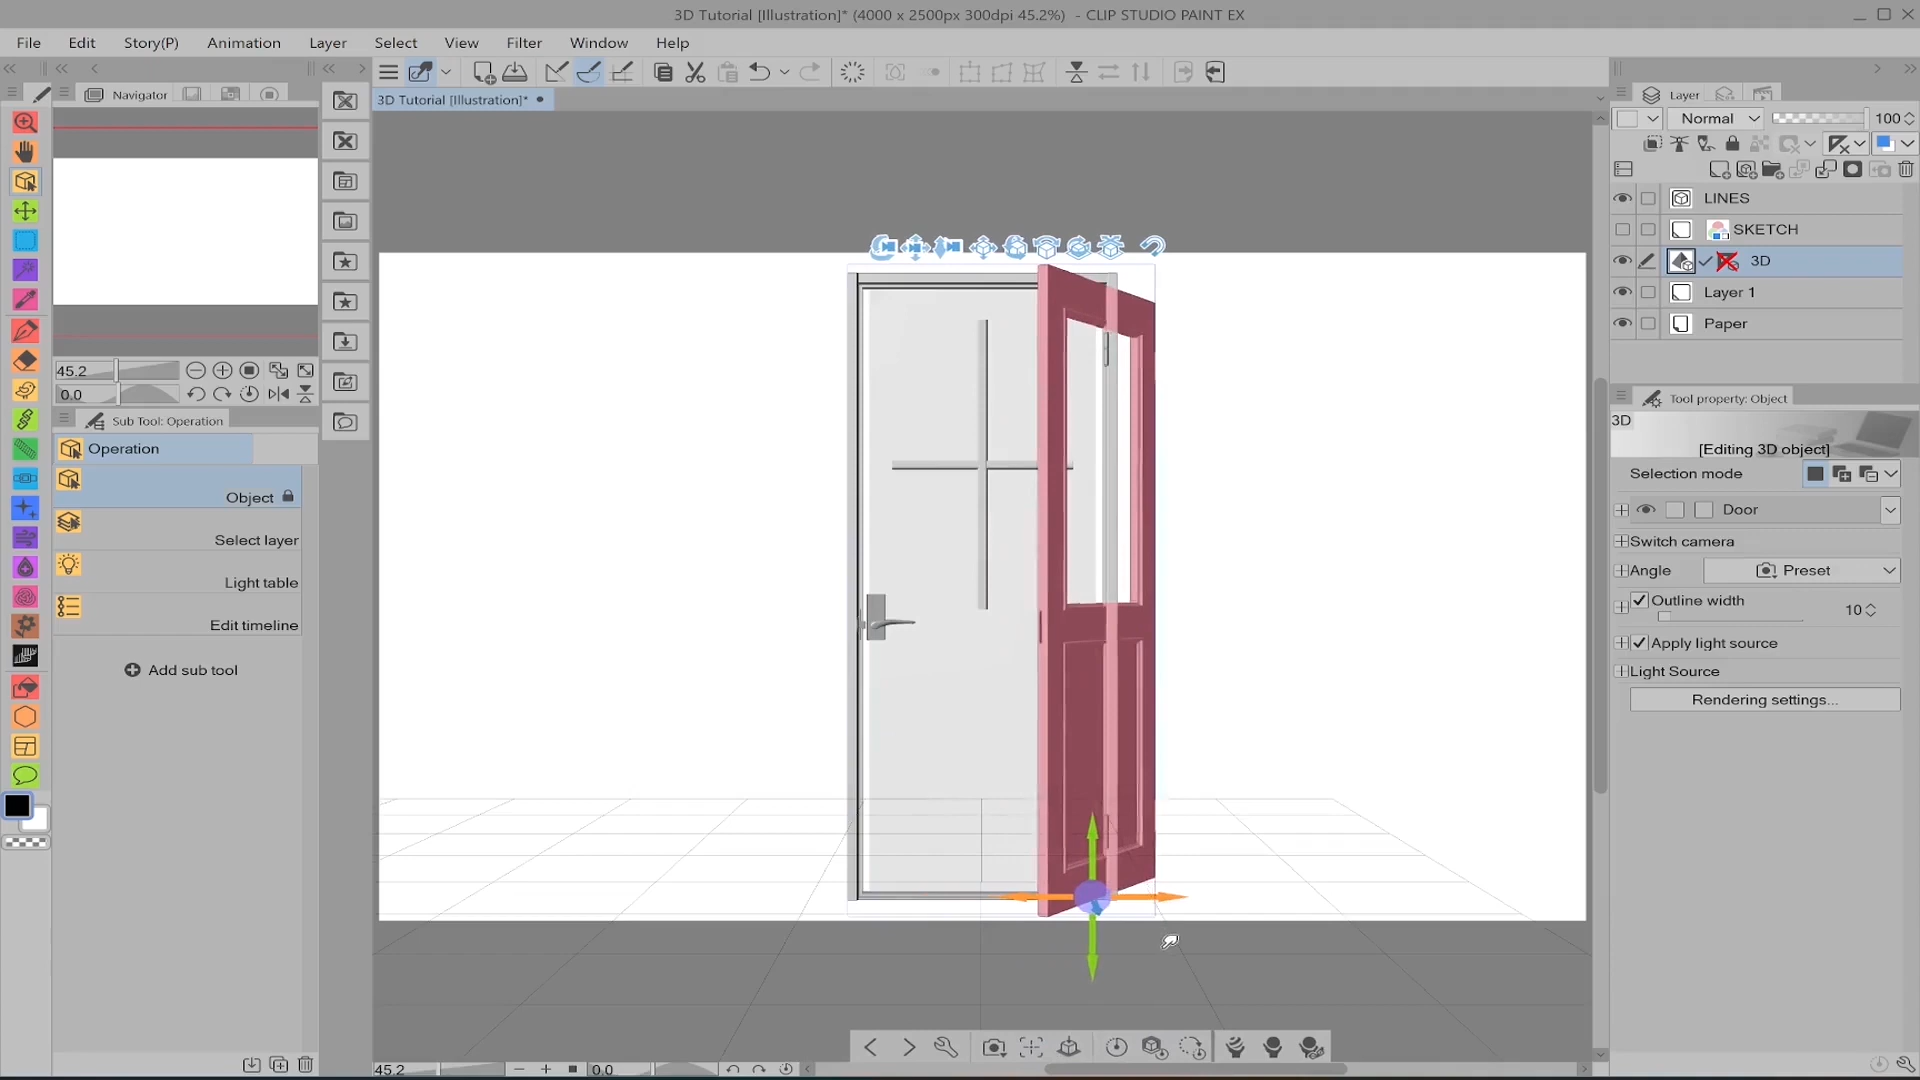 3D Tutorial [Illustration]* (4000 x 2500px 300dpi 45.2%) - CLIP STUDIO PAINT EX
File Edit Story(P) Animation Layer Select View Filter Window Help
Navigator
3D Tutorial [Illustration]*
Layer
Normal 100
LINES
SKETCH
3D
Layer 1
Paper
45.2
0.0
Sub Tool: Operation
Operation
Object
Select layer
Light table
Edit timeline
Add sub tool
Tool property: Object
3D
[Editing 3D object]
Selection mode
Door
Switch camera
Angle Preset
Outline width 10
Apply light source
Light Source
Rendering settings...
45.2 0.0